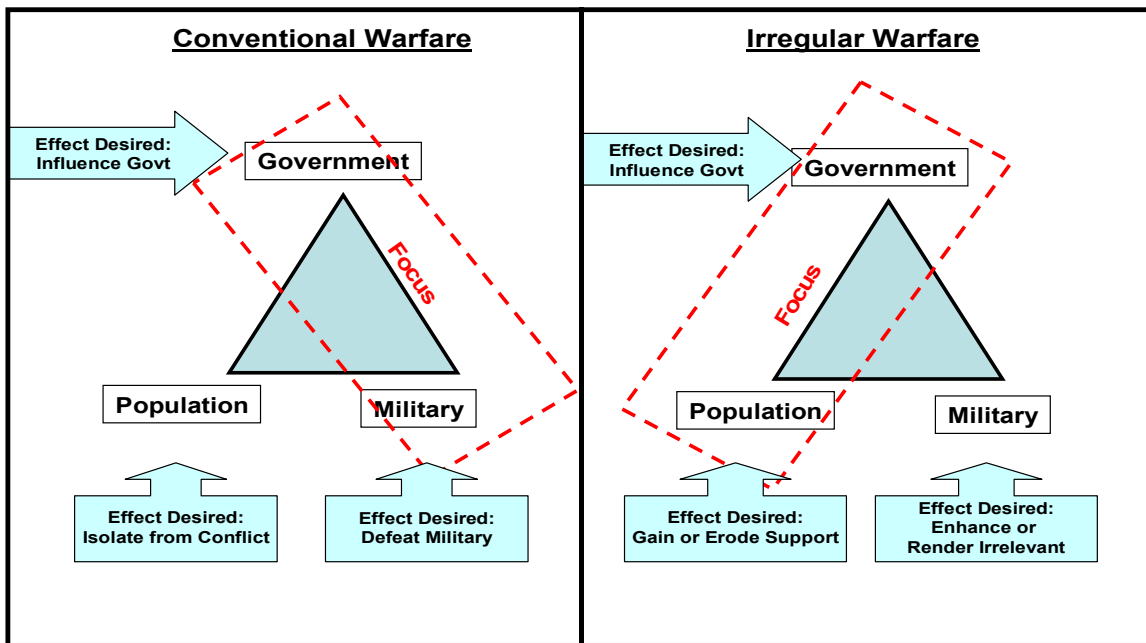 Conventional Warfare
Effect Desired:
Influence Govt
Government
Focus
Population
Military
Effect Desired:
Isolate from Conflict
Effect Desired:
Defeat Military
Irregular Warfare
Effect Desired:
Influence Govt
Government
Focus
Population
Military
Effect Desired:
Gain or Erode Support
Effect Desired:
Enhance or
Render Irrelevant